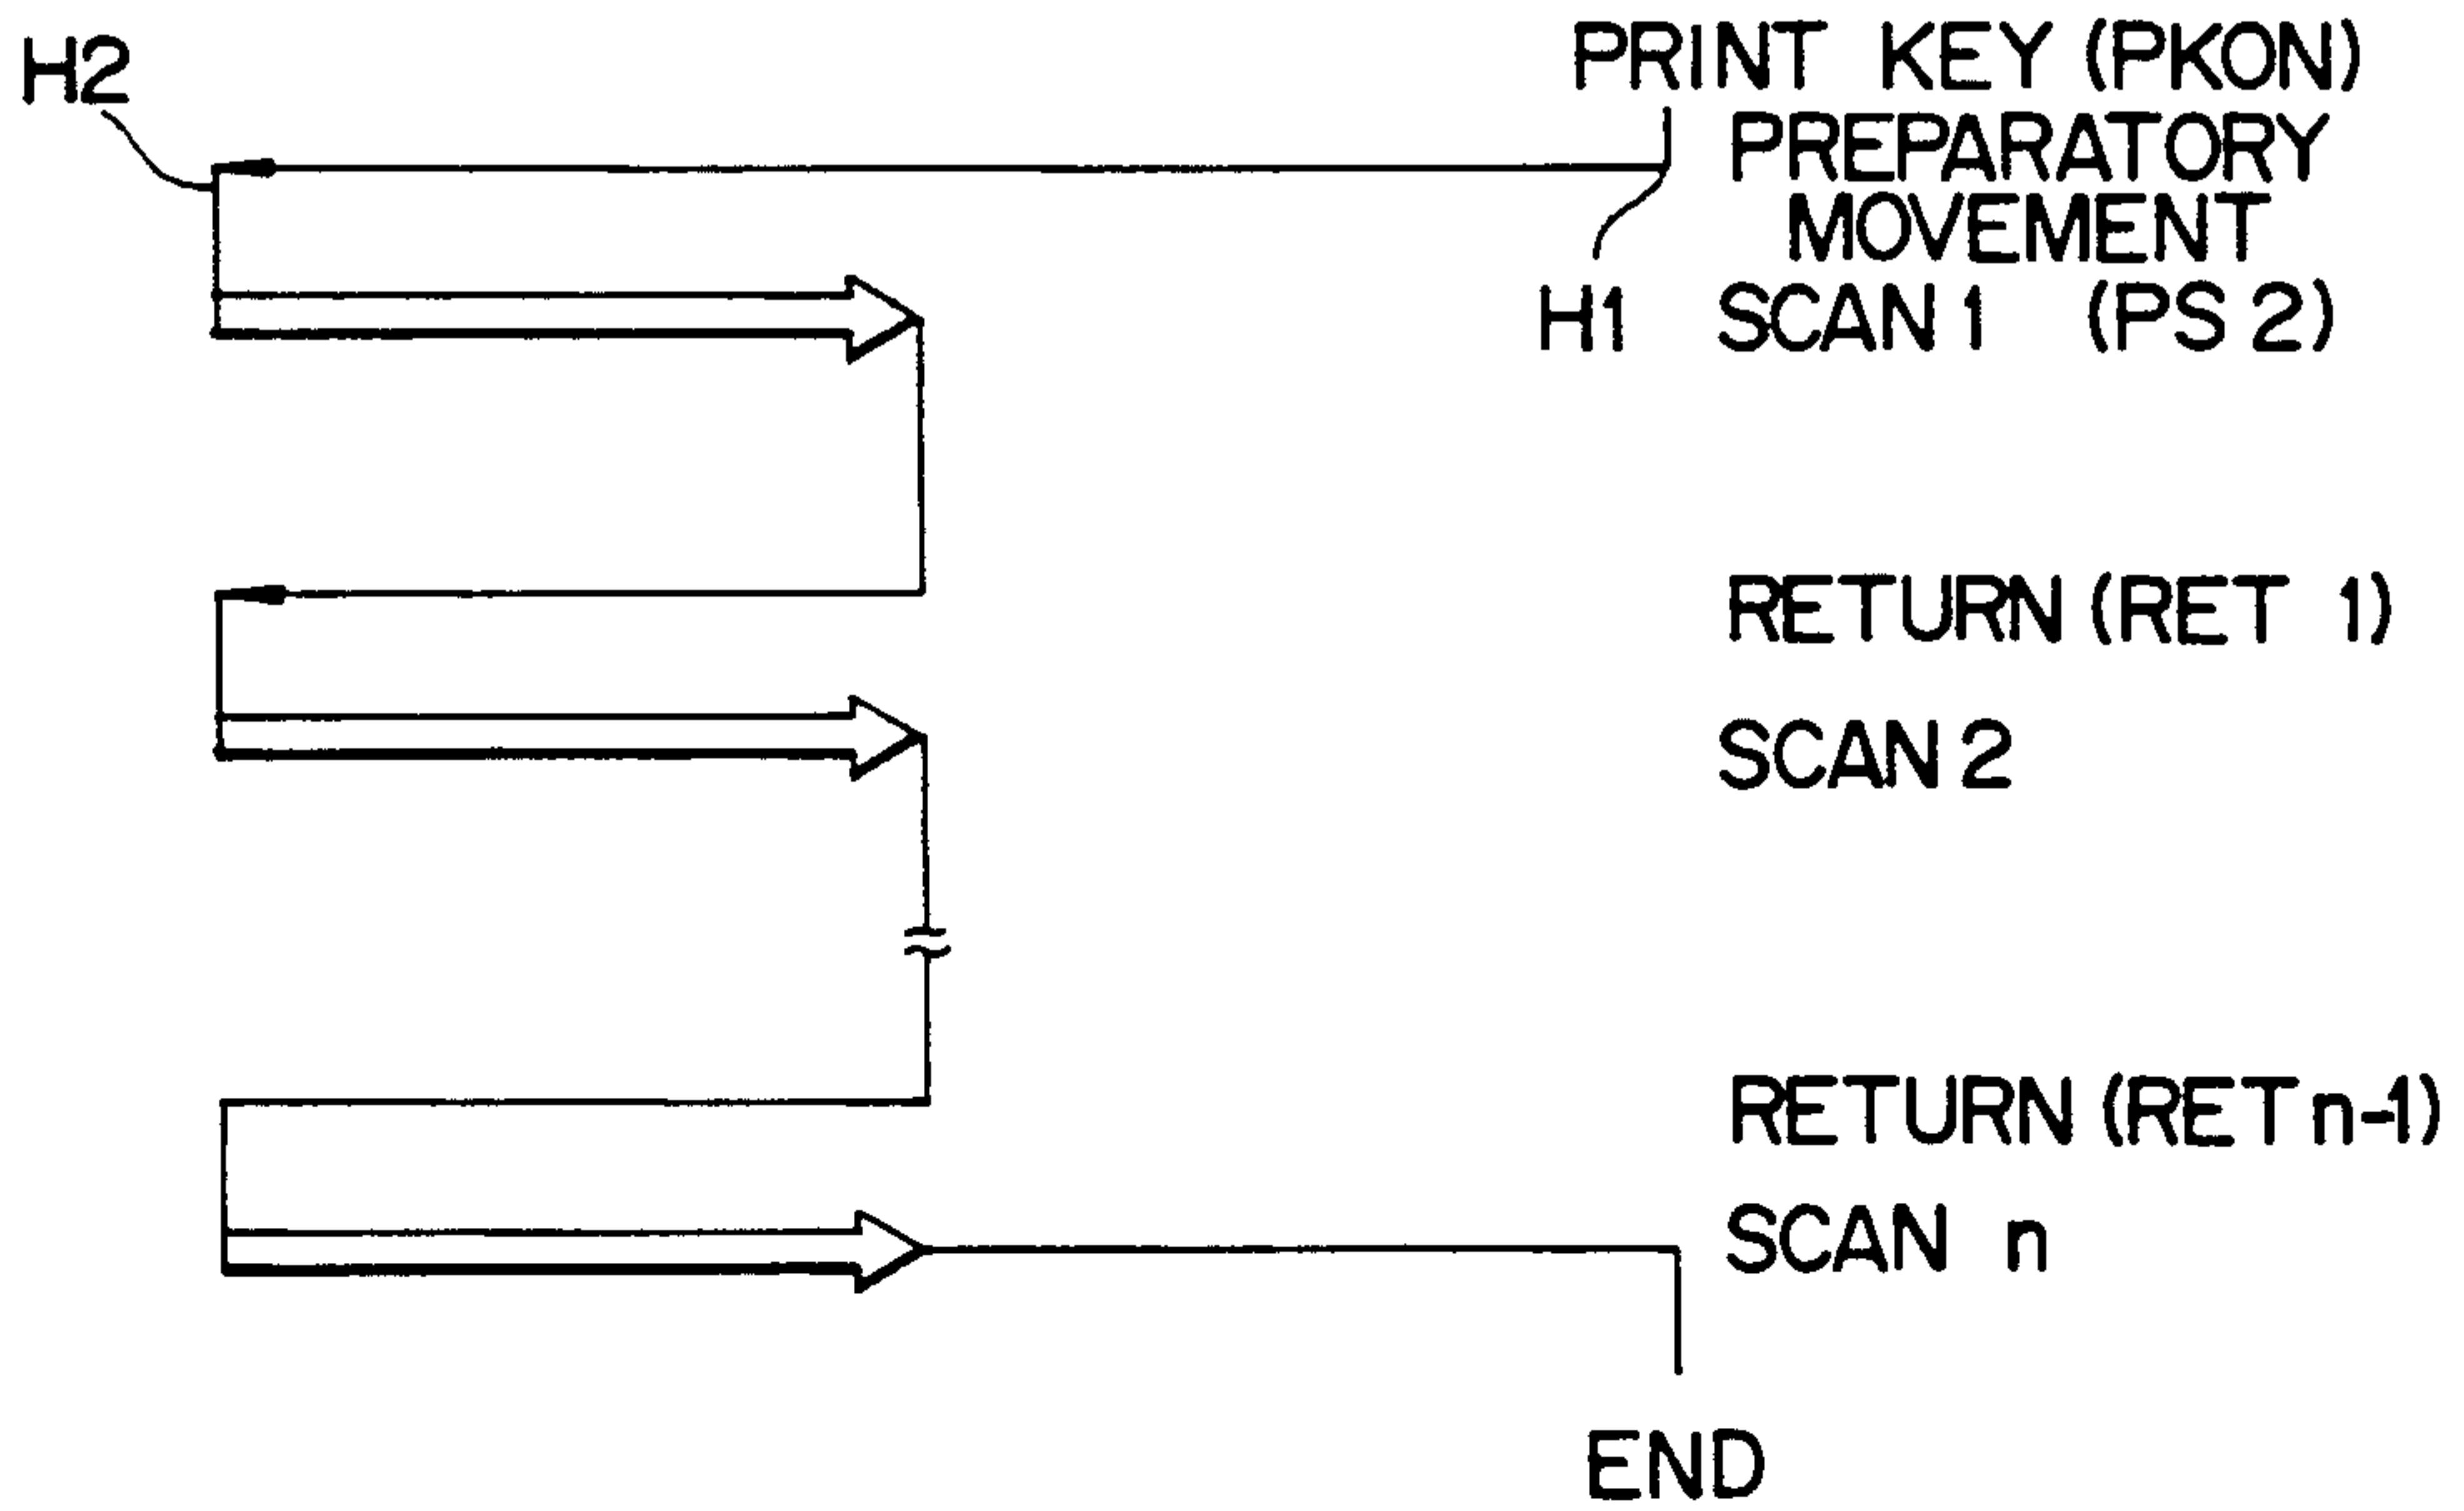 H2
PRINT KEY (PKON)
PREPARATORY
MOVEMENT
H1 SCAN 1 (PS 2)
RETURN (RET 1)
SCAN 2
RETURN (RET n-1)
SCAN n
END